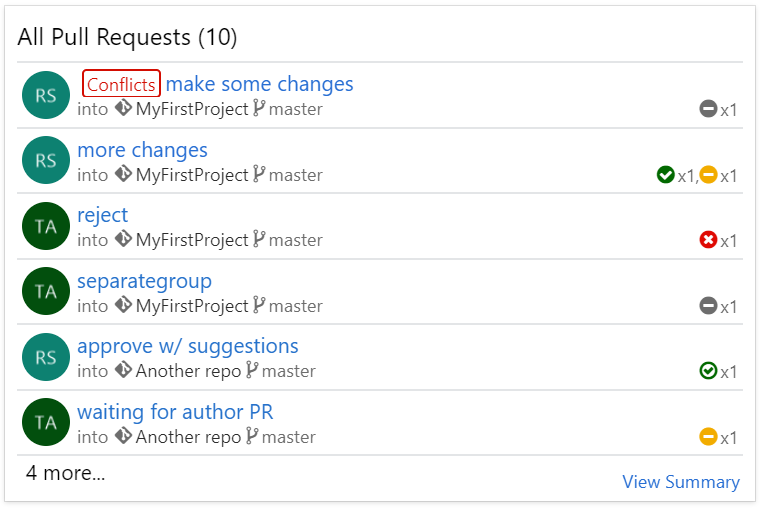 All Pull Requests (10)
RS Conflicts make some changes
into MyFirstProject master x1
RS more changes
into MyFirstProject master x1, x1
TA reject
into MyFirstProject master x1
TA separategroup
into MyFirstProject master x1
RS approve w/ suggestions
into Another repo master x1
TA waiting for author PR
into Another repo master x1
4 more...
View Summary